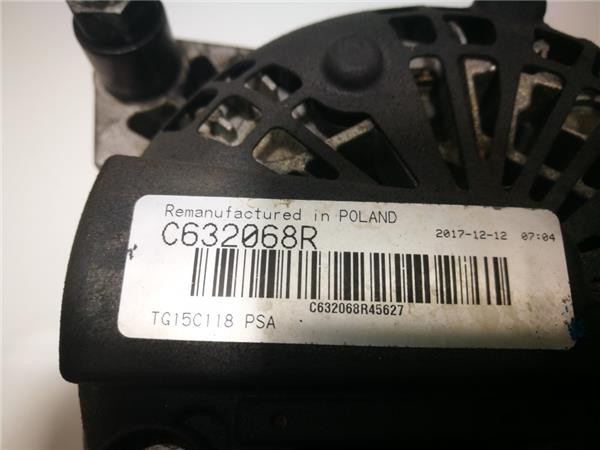 Remanufactured in POLAND
C632068R 2017-12-12 07:04
C632068R45627
TG15C118 PSA